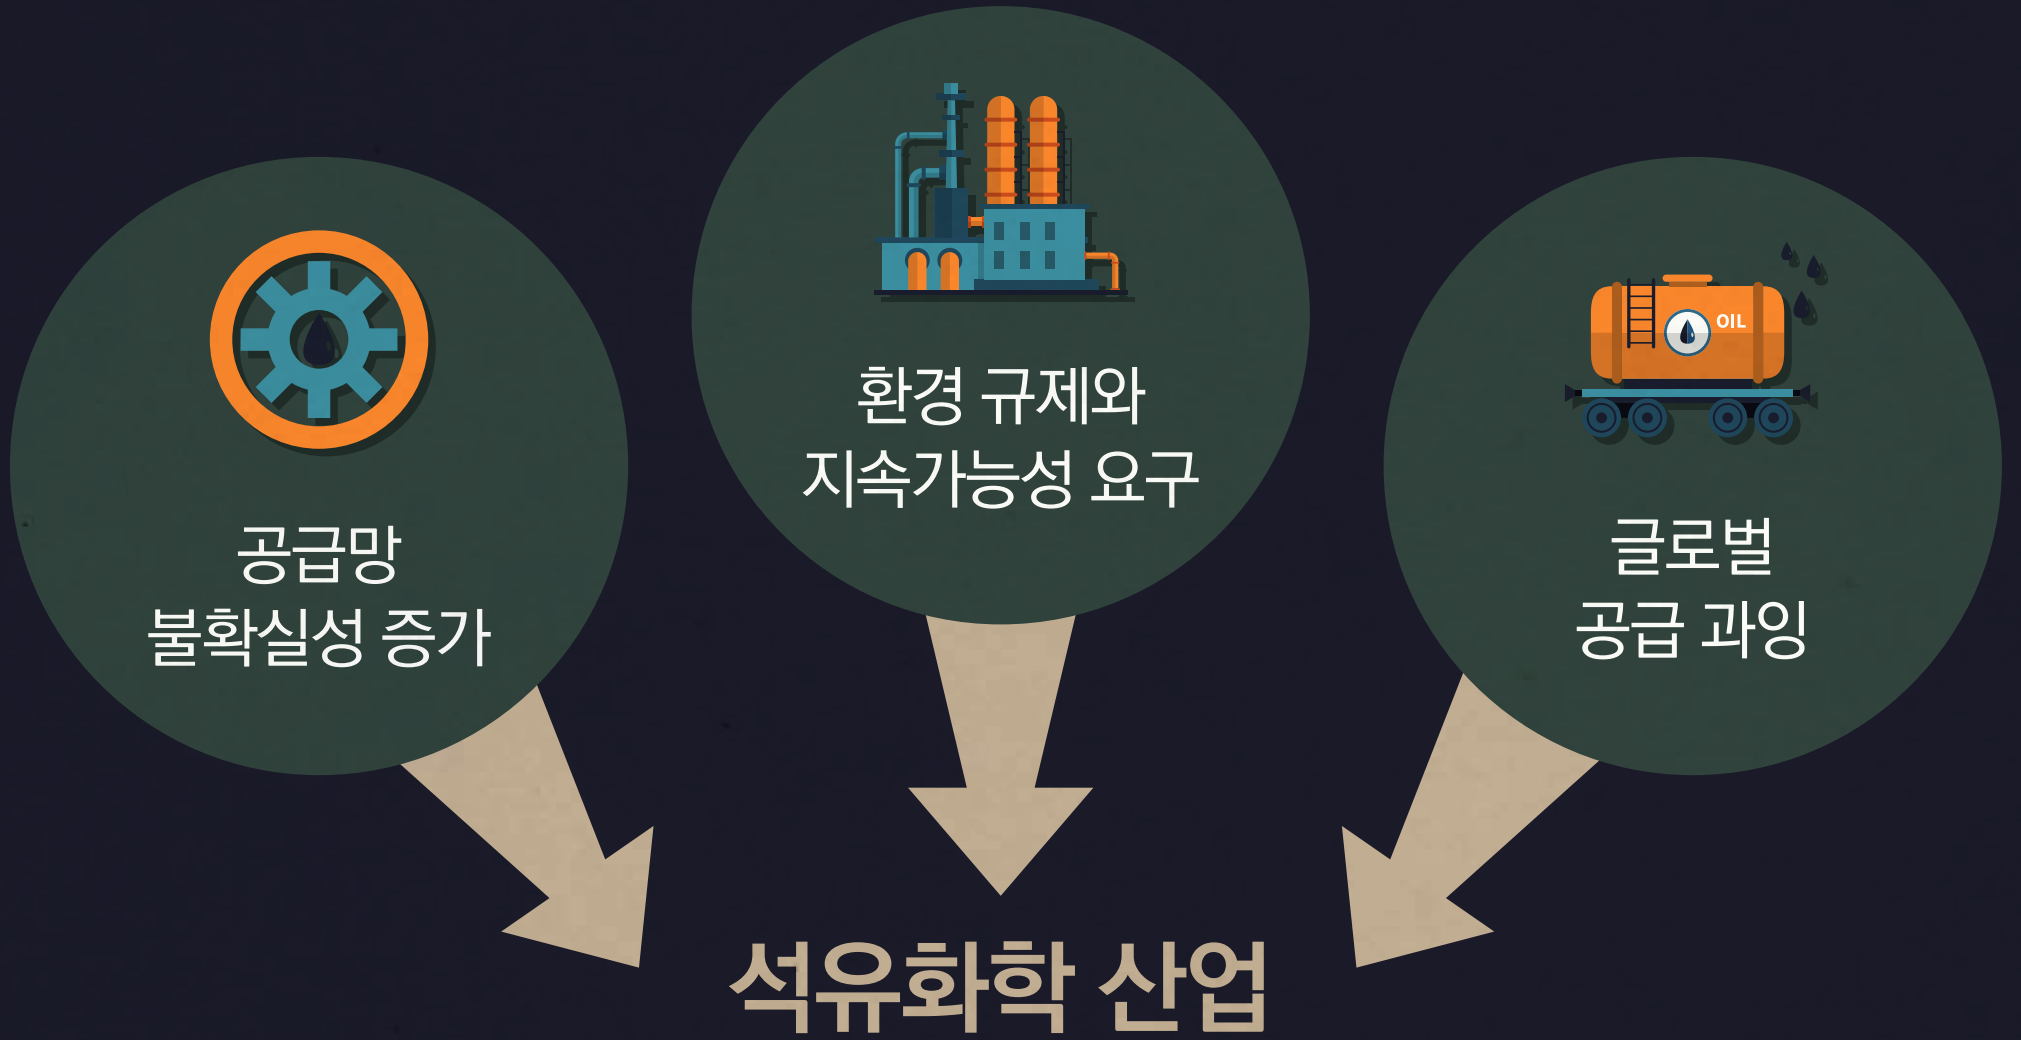 공급망
불확실성 증가
환경 규제와
지속가능성 요구
OIL
글로벌
공급 과잉
석유화학 산업